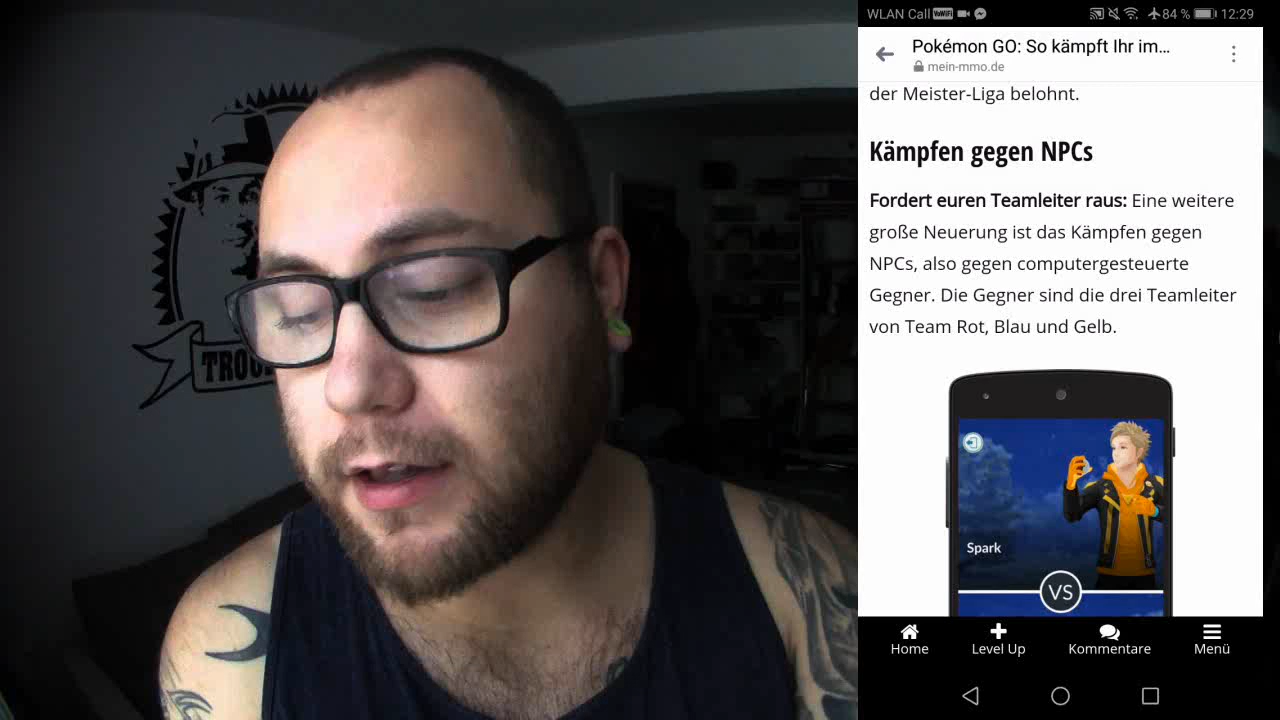 WLAN Call VoWiFi 84 % 12:29
Pokémon GO: So kämpft Ihr im…
mein-mmo.de
der Meister-Liga belohnt.
Kämpfen gegen NPCs
Fordert euren Teamleiter raus: Eine weitere
große Neuerung ist das Kämpfen gegen
NPCs, also gegen computergesteuerte
Gegner. Die Gegner sind die drei Teamleiter
von Team Rot, Blau und Gelb.
Spark
VS
Home Level Up Kommentare Menü